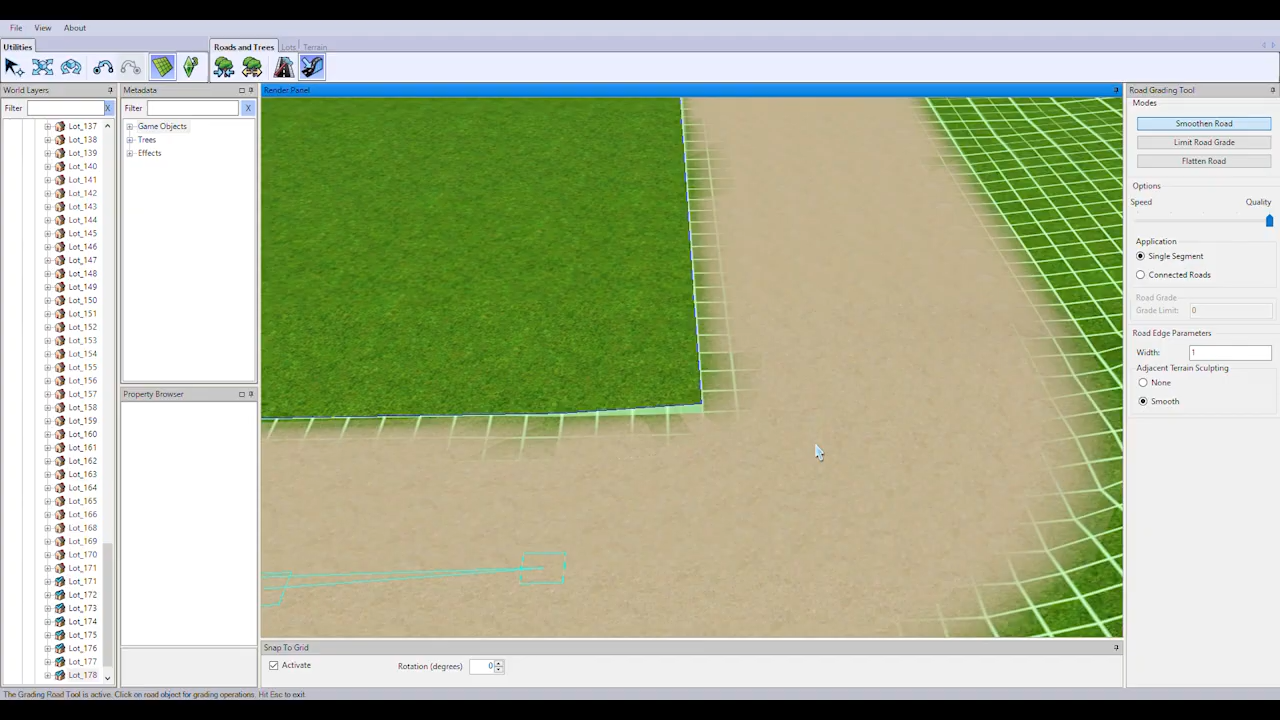 File View About
Utilities
Roads and Trees Lots Terrain
World Layers
Filter X
Lot_137
Lot_138
Lot_139
Lot_140
Lot_141
Lot_142
Lot_143
Lot_144
Lot_145
Lot_146
Lot_147
Lot_148
Lot_149
Lot_150
Lot_151
Lot_152
Lot_153
Lot_154
Lot_155
Lot_156
Lot_157
Lot_158
Lot_159
Lot_160
Lot_161
Lot_162
Lot_163
Lot_164
Lot_165
Lot_166
Lot_168
Lot_169
Lot_170
Lot_171
Lot_171
Lot_172
Lot_173
Lot_174
Lot_175
Lot_176
Lot_177
Lot_178
Metadata
Filter X
Game Objects
Trees
Effects
Property Browser
Render Panel
Snap To Grid
Activate Rotation (degrees) 0
Road Grading Tool
Modes
Smoothen Road
Limit Road Grade
Flatten Road
Options
Speed Quality
Application
Single Segment
Connected Roads
Road Grade
Grade Limit: 0
Road Edge Parameters
Width: 1
Adjacent Terrain Sculpting
None
Smooth
The Grading Road Tool is active. Click on road object for grading operations. Hit Esc to exit.